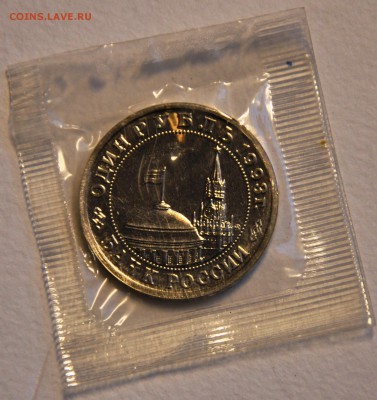 COINS.LAVE.RU
ОДИН РУБЛЬ 1993 г.
БАНК РОССИИ